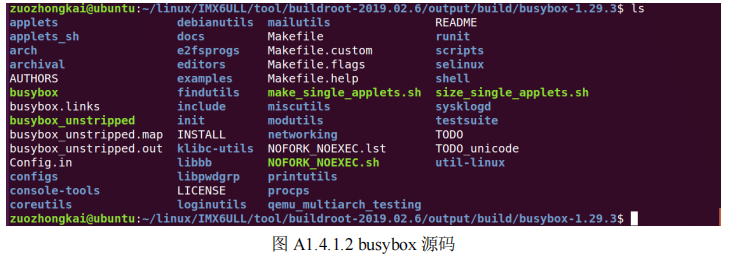 zuozhongkai@ubuntu:~/linux/IMX6ULL/tool/buildroot-2019.02.6/output/build/busybox-1.29.3$ ls
applets debianutils mailutils README
applets_sh docs Makefile runit
arch e2fsprogs Makefile.custom scripts
archival editors Makefile.flags selinux
AUTHORS examples Makefile.help shell
busybox findutils make_single_applets.sh size_single_applets.sh
busybox.links include miscutils sysklogd
busybox_unstripped init modutils testsuite
busybox_unstripped.map INSTALL networking TODO
busybox_unstripped.out klibc-utils NOFORK_NOEXEC.lst TODO_unicode
Config.in libbb NOFORK_NOEXEC.sh util-linux
configs libpwdgrp printutils
console-tools LICENSE procps
coreutils loginutils qemu_multiarch_testing
zuozhongkai@ubuntu:~/linux/IMX6ULL/tool/buildroot-2019.02.6/output/build/busybox-1.29.3$
图 A1.4.1.2 busybox 源码